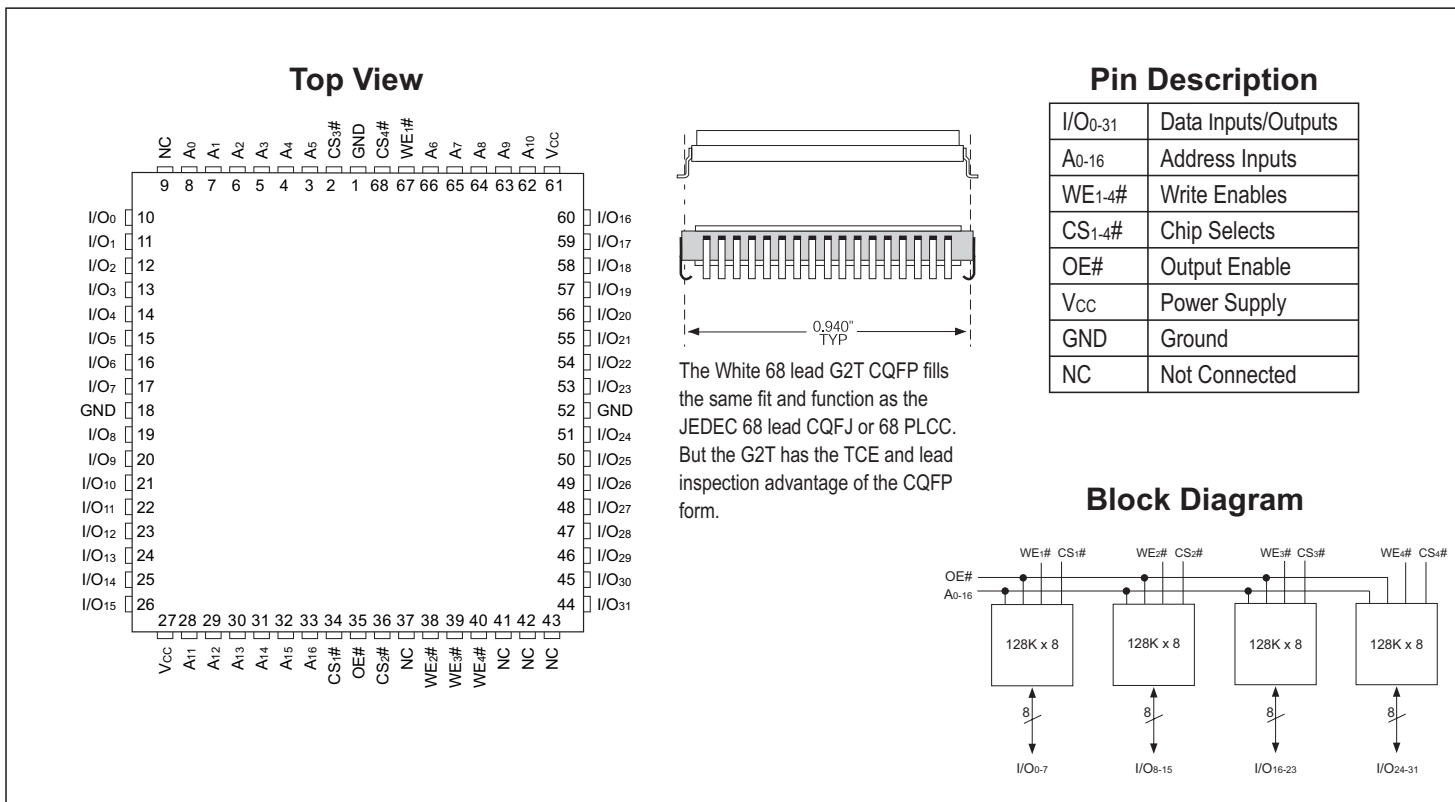 Top View
NC A0 A1 A2 A3 A4 A5 CS3# GND CS4# WE1# A6 A7 A8 A9 A10 VCC
9 8 7 6 5 4 3 2 1 68 67 66 65 64 63 62 61
I/O0 10 60 I/O16
I/O1 11 59 I/O17
I/O2 12 58 I/O18
I/O3 13 57 I/O19
I/O4 14 56 I/O20
I/O5 15 55 I/O21
I/O6 16 54 I/O22
I/O7 17 53 I/O23
GND 18 52 GND
I/O8 19 51 I/O24
I/O9 20 50 I/O25
I/O10 21 49 I/O26
I/O11 22 48 I/O27
I/O12 23 47 I/O28
I/O13 24 46 I/O29
I/O14 25 45 I/O30
I/O15 26 44 I/O31
27 28 29 30 31 32 33 34 35 36 37 38 39 40 41 42 43
VCC A11 A12 A13 A14 A15 A16 CS1# OE# CS2# NC WE2# WE3# WE4# NC NC NC
0.940"
TYP
The White 68 lead G2T CQFP fills
the same fit and function as the
JEDEC 68 lead CQFJ or 68 PLCC.
But the G2T has the TCE and lead
inspection advantage of the CQFP
form.
Pin Description
I/O0-31 Data Inputs/Outputs
A0-16 Address Inputs
WE1-4# Write Enables
CS1-4# Chip Selects
OE# Output Enable
VCC Power Supply
GND Ground
NC Not Connected
Block Diagram
WE1# CS1# WE2# CS2# WE3# CS3# WE4# CS4#
OE#
A0-16
128K x 8 128K x 8 128K x 8 128K x 8
8 8 8 8
I/O0-7 I/O8-15 I/O16-23 I/O24-31